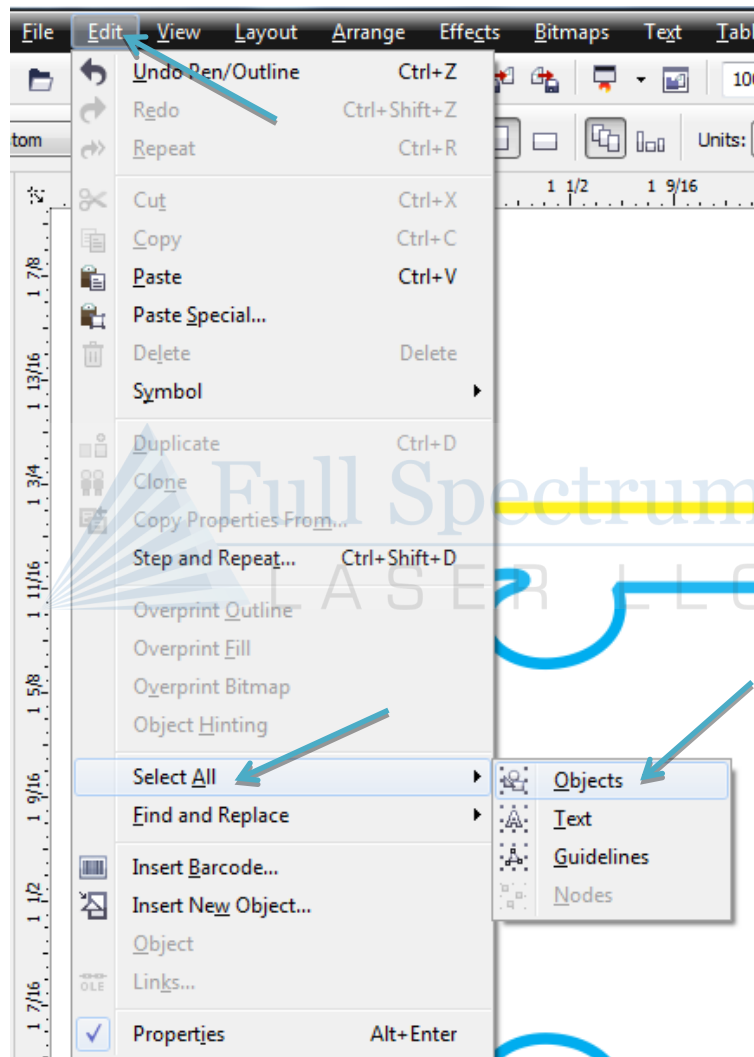 File Edit View Layout Arrange Effects Bitmaps Text
100
tom Units:
1 1/2 1 9/16
Undo Pen/Outline Ctrl+Z
Redo Ctrl+Shift+Z
Repeat Ctrl+R
Cut Ctrl+X
Copy Ctrl+C
Paste Ctrl+V
Paste Special...
Delete Delete
Symbol
Duplicate Ctrl+D
Clone
Copy Properties From...
Step and Repeat... Ctrl+Shift+D
Overprint Outline
Overprint Fill
Overprint Bitmap
Object Hinting
Select All
Find and Replace
Insert Barcode...
Insert New Object...
Object
OLE Links...
Properties Alt+Enter
Objects
Text
Guidelines
Nodes
1 7/8
1 13/16
1 3/4
1 11/16
1 5/8
1 9/16
1 1/2
1 7/16
Full Spectrum
LASER LLC